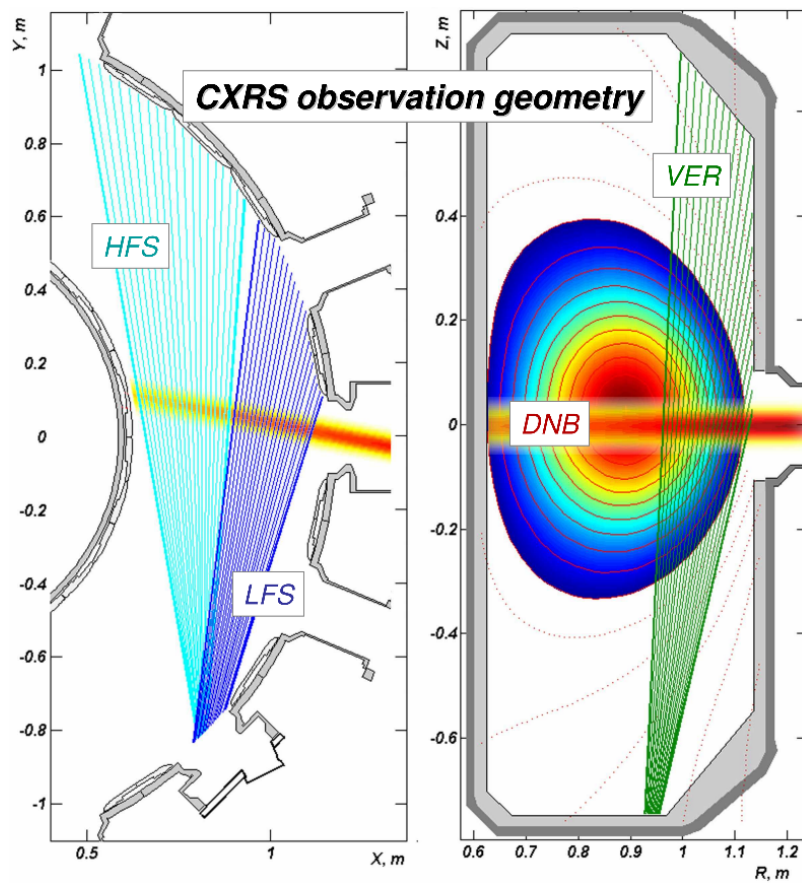 CXRS observation geometry
Y, m
1
0.8
0.6
0.4
0.2
0
-0.2
-0.4
-0.6
-0.8
-1
HFS
LFS
0.5
1
X, m
Z, m
VER
0.4
0.2
0
-0.2
-0.4
-0.6
DNB
0.6
0.7
0.8
0.9
1
1.1
1.2
R, m